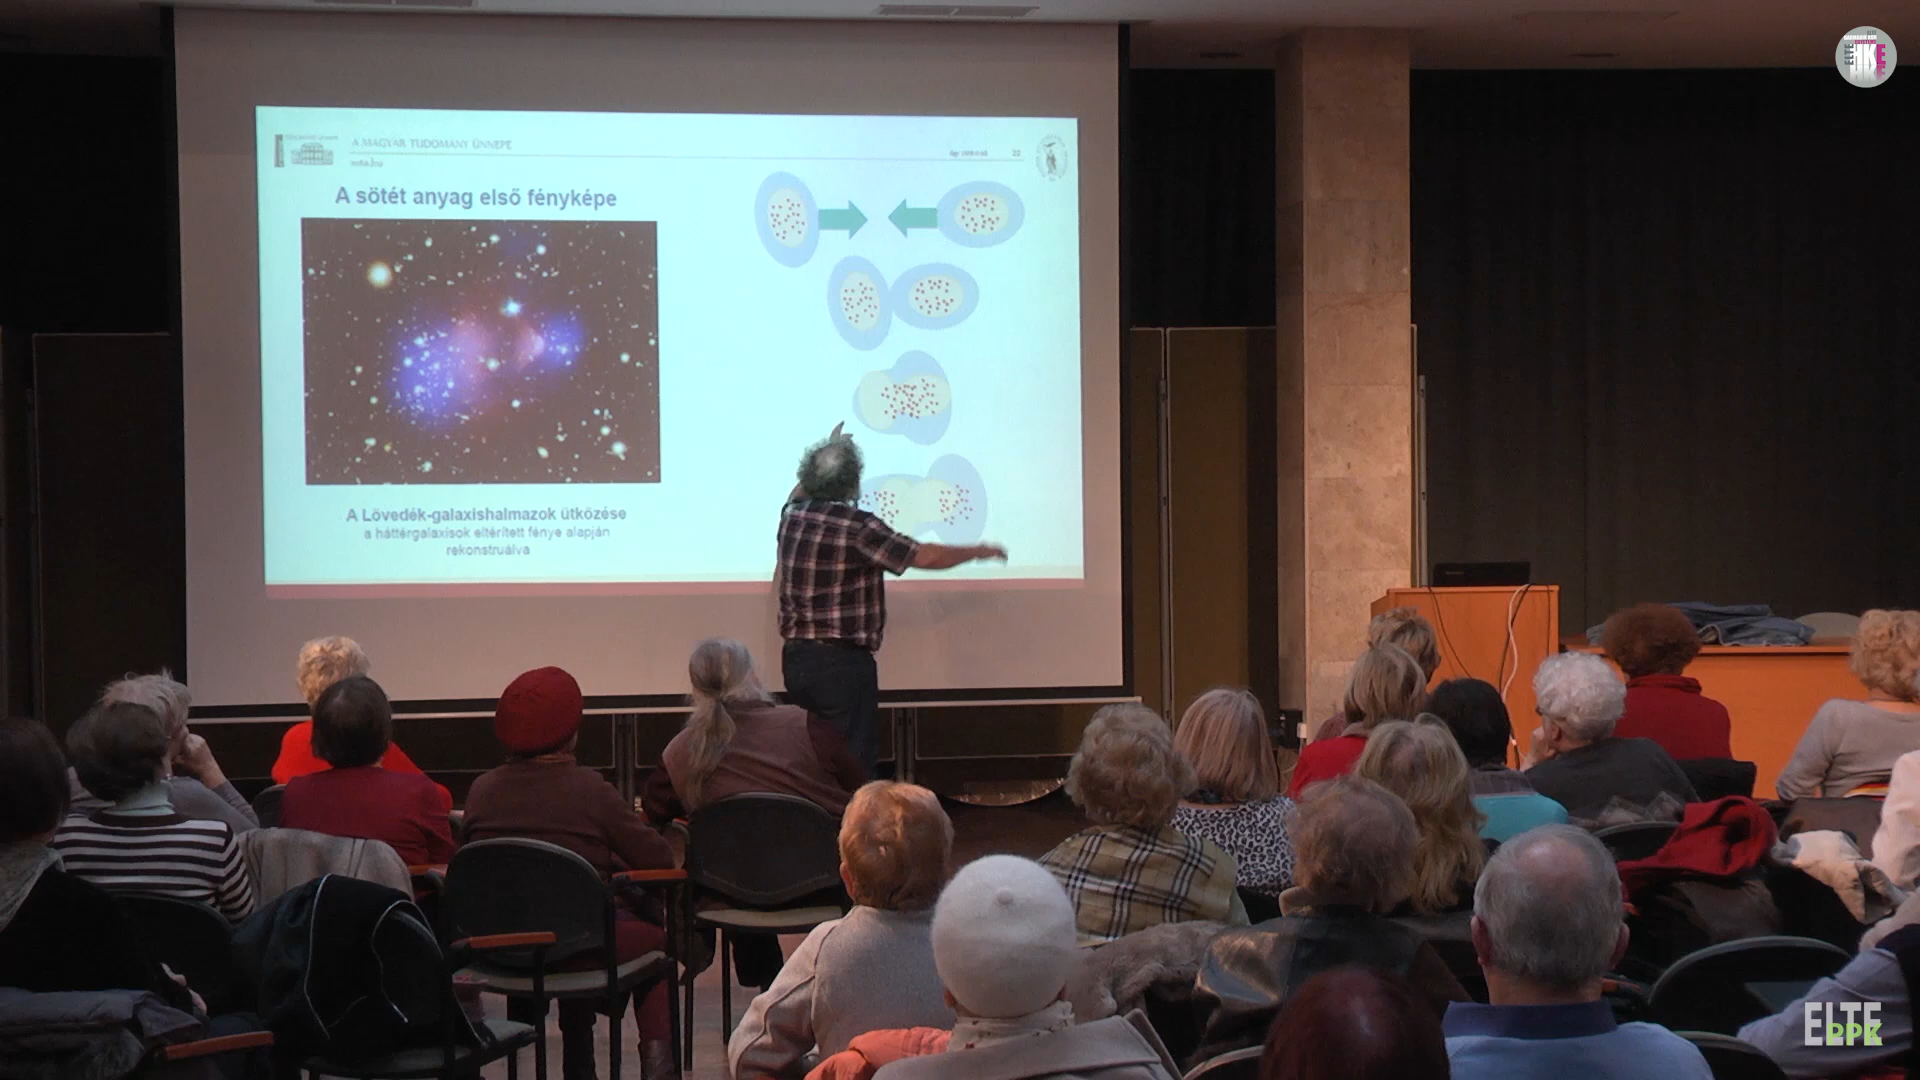 A MAGYAR TUDOMÁNY ÜNNEPE
mta.hu
22
A sötét anyag első fényképe
A Lövedék-galaxishalmazok ütközése
a háttérgalaxisok eltérített fénye alapján
rekonstruálva
ELTE
PPK